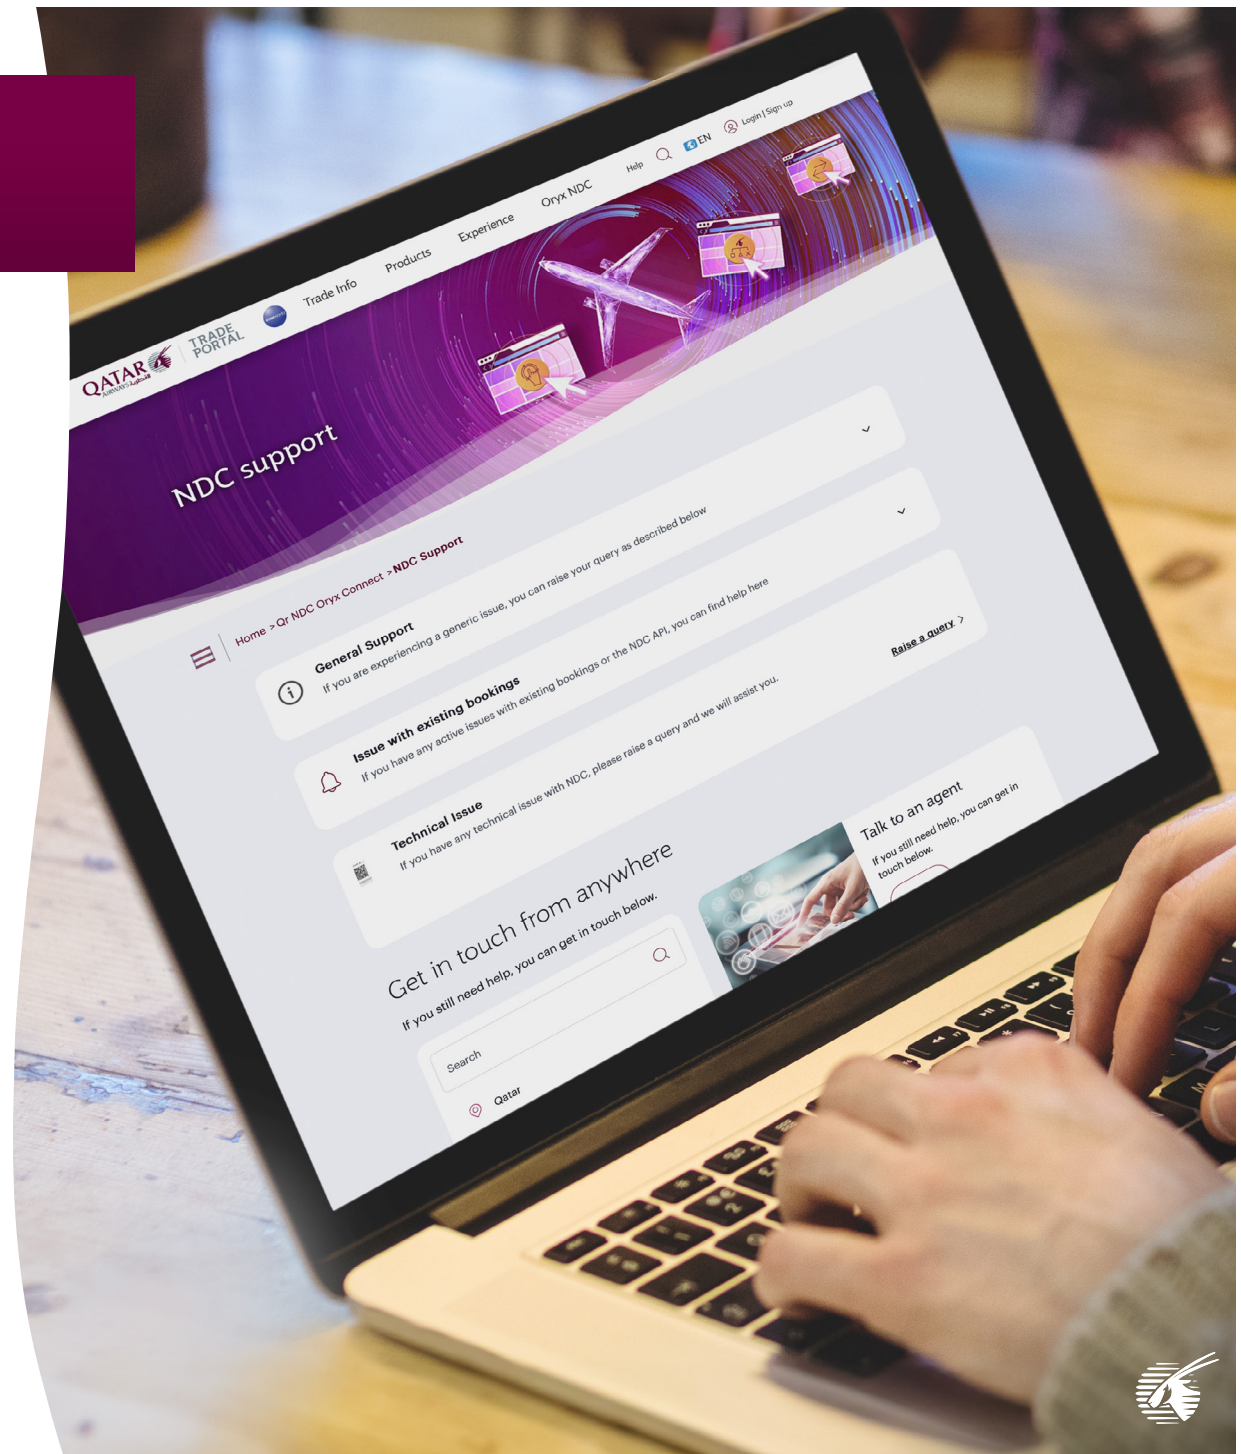 QATAR
AIRWAYS القطرية
TRADE
PORTAL
Trade Info
Products
Experience
Oryx NDC
Help
EN
Login | Sign up
NDC support
Home > Qr NDC Oryx Connect > NDC Support
General Support
If you are experiencing a generic issue, you can raise your query as described below
Issue with existing bookings
If you have any active issues with existing bookings or the NDC API, you can find help here
Technical Issue
If you have any technical issue with NDC, please raise a query and we will assist you.
Raise a query >
Get in touch from anywhere
If you still need help, you can get in touch below.
Search
Qatar
Talk to an agent
If you still need help, you can get in
touch below.